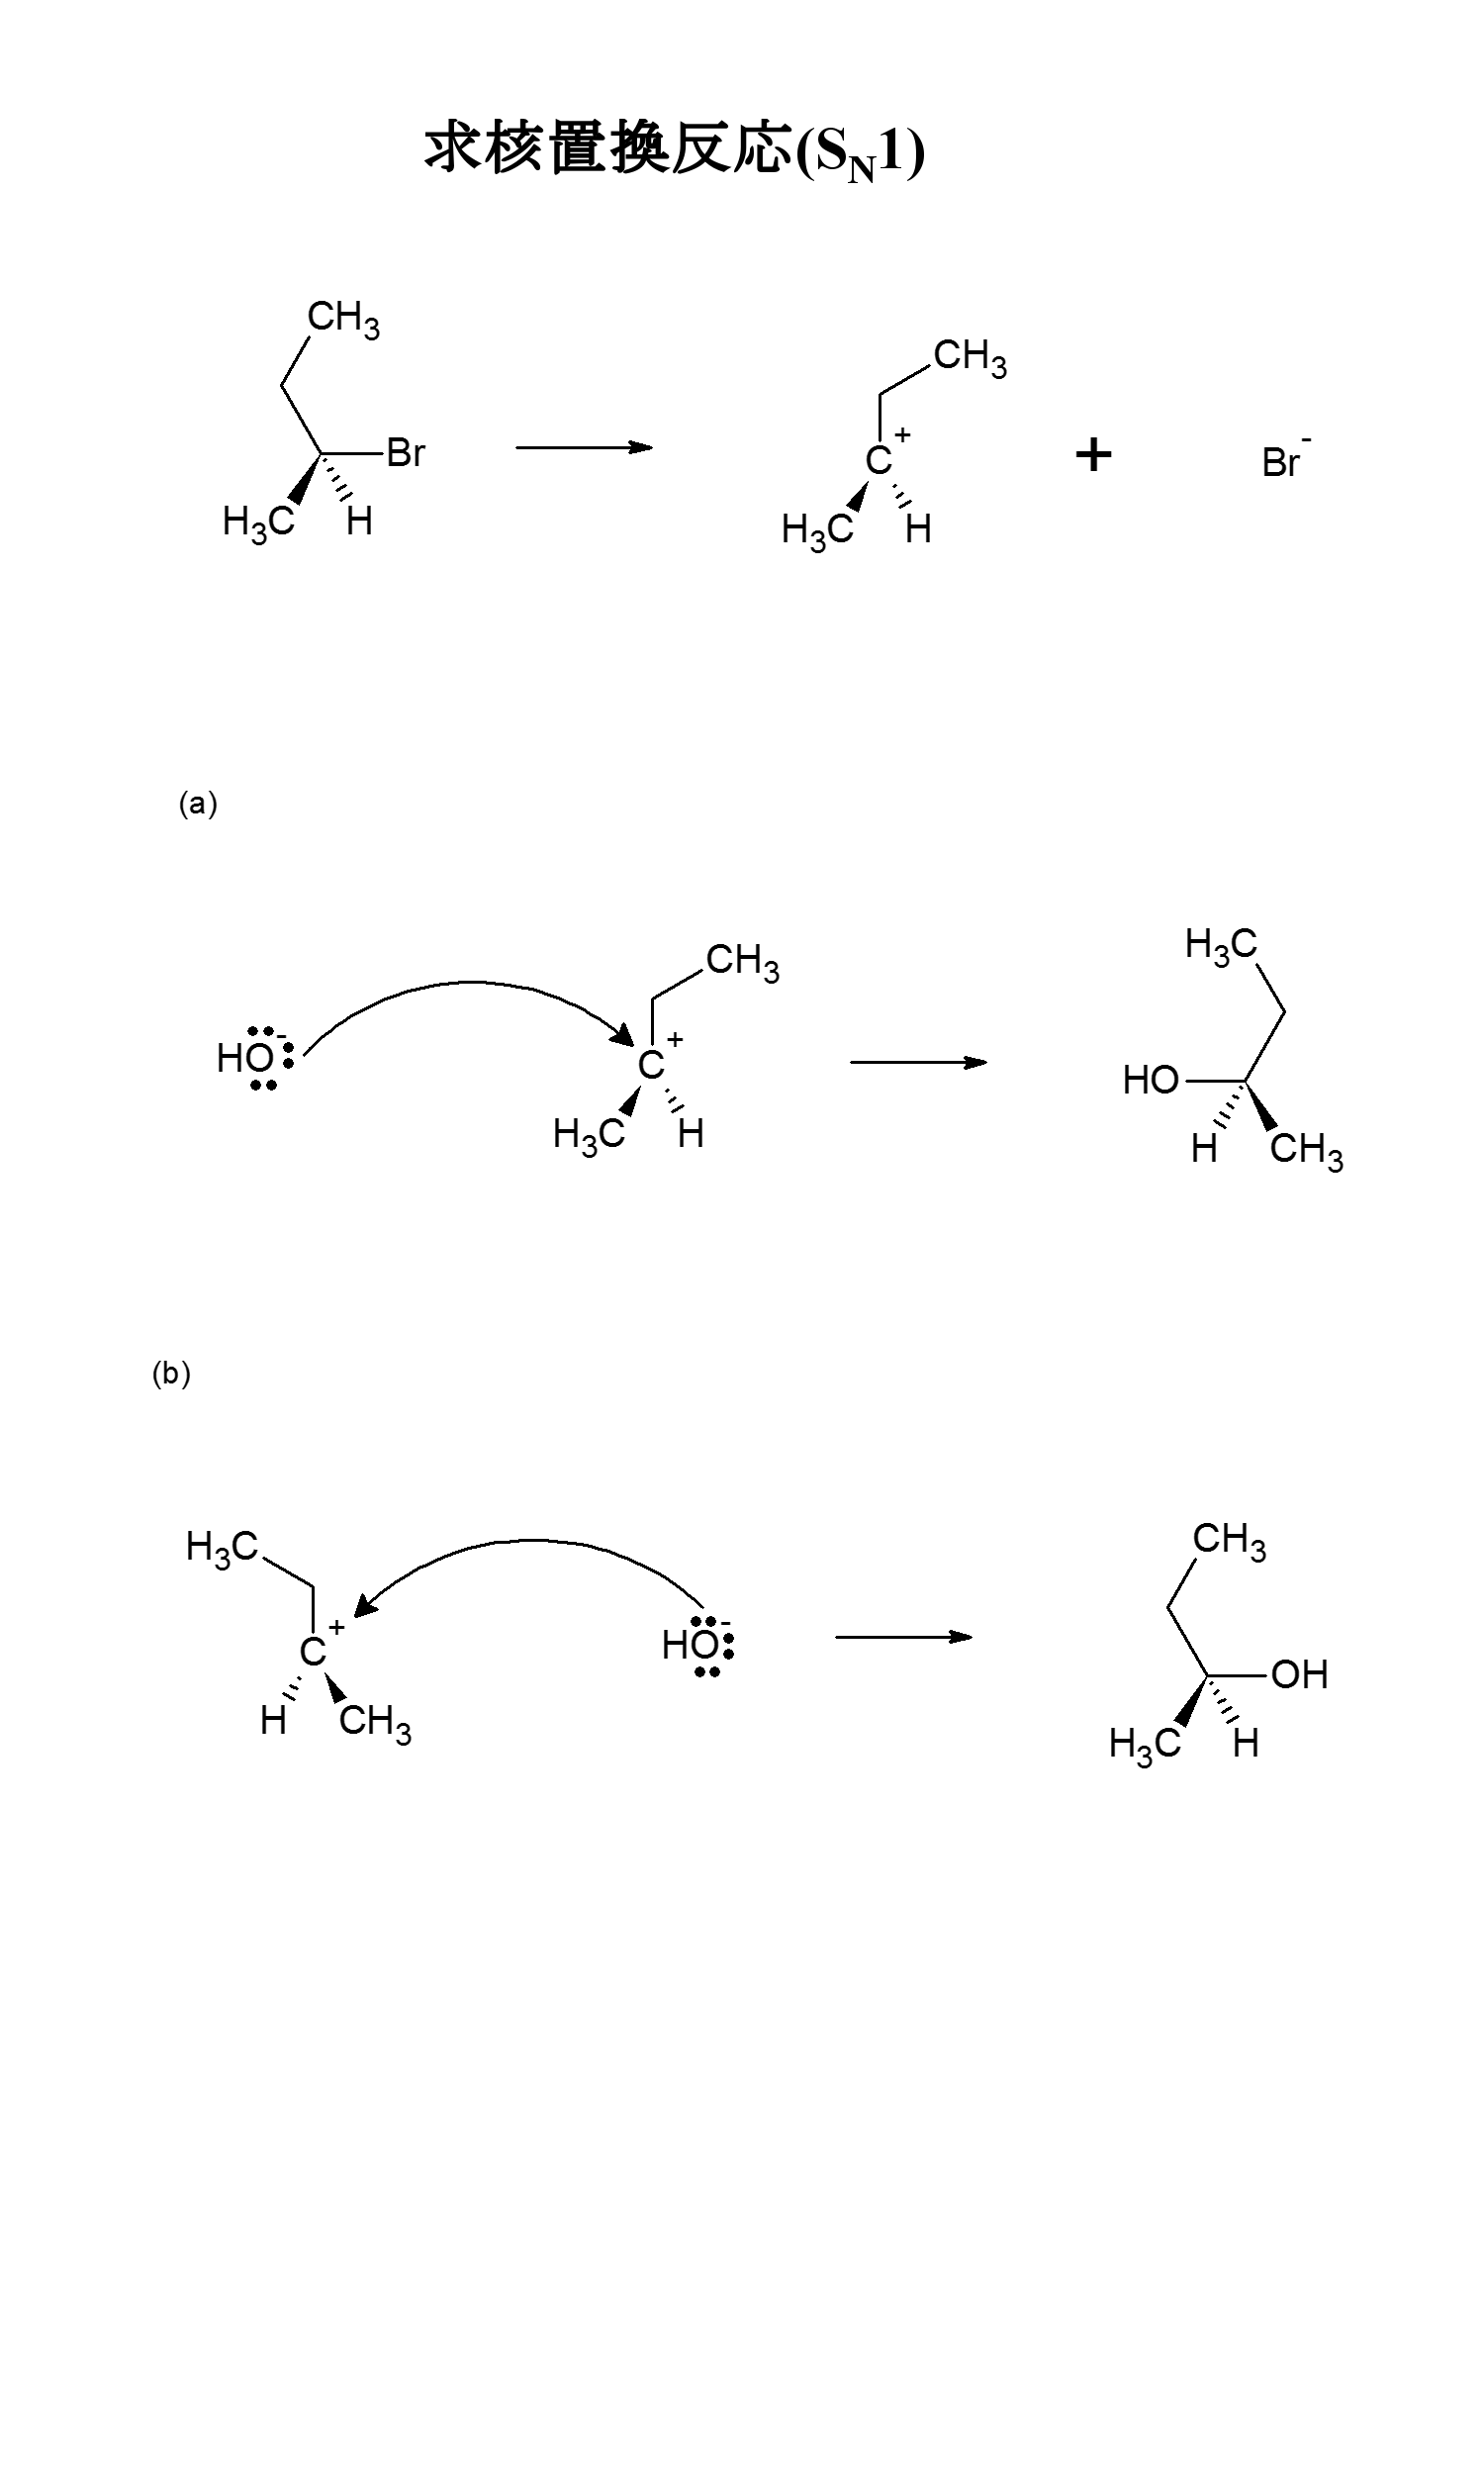 求核置換反応(SN1)
CH3
Br
H3C H
CH3
C+
H3C H
+
Br-
(a)
HO-
CH3
C+
H3C H
H3C
HO
H CH3
(b)
H3C
C+
H CH3
HO-
CH3
OH
H3C H